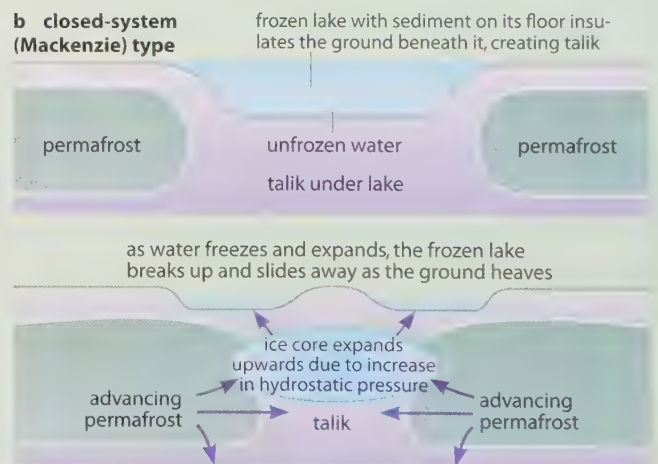 b closed-system
(Mackenzie) type
frozen lake with sediment on its floor insu-
lates the ground beneath it, creating talik
permafrost
unfrozen water
permafrost
talik under lake
as water freezes and expands, the frozen lake
breaks up and slides away as the ground heaves
ice core expands
upwards due to increase
in hydrostatic pressure
advancing
permafrost
talik
advancing
permafrost